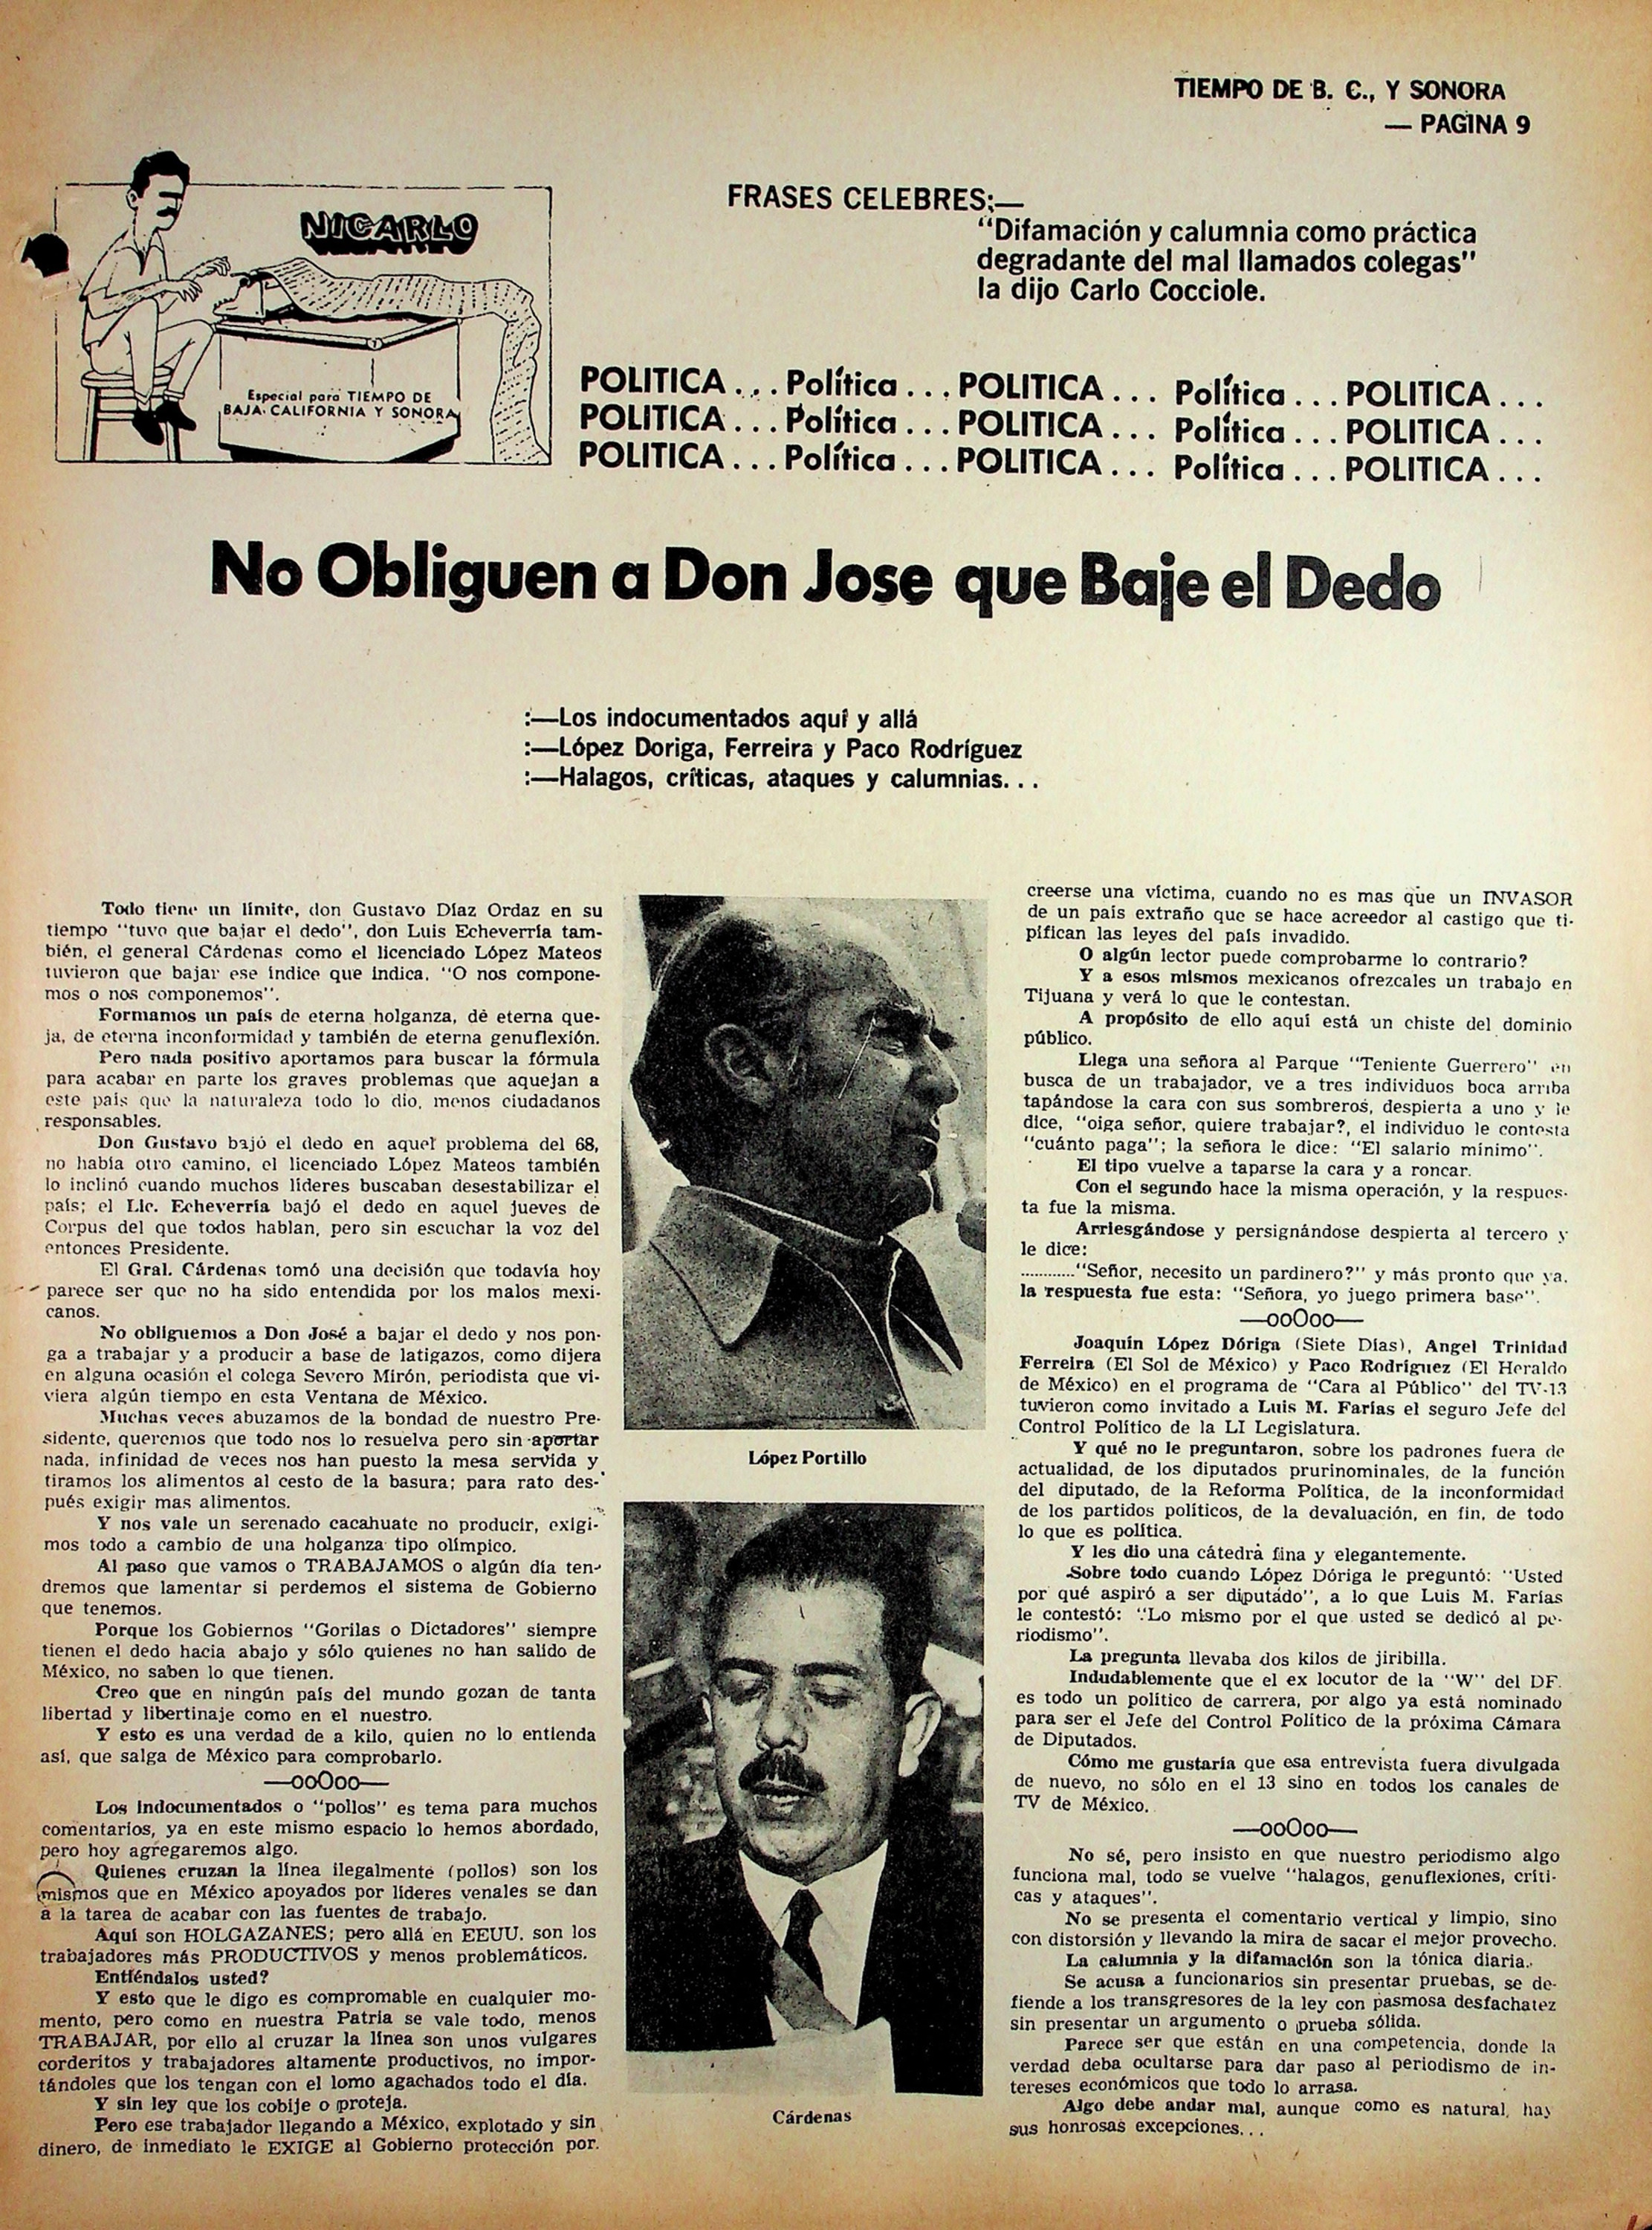 TIEMPO DE B. C., Y SONORA
— PAGINA 9
NICARLO
Especial para TIEMPO DE
BAJA CALIFORNIA Y SONORA
FRASES CELEBRES:—
"Difamación y calumnia como práctica
degradante del mal llamados colegas"
la dijo Carlo Cocciole.
POLITICA . . . Política . . . POLITICA . . . Política . . . POLITICA . . .
POLITICA . . . Política . . . POLITICA . . . Política . . . POLITICA . . .
POLITICA . . . Política . . . POLITICA . . . Política . . . POLITICA . . .
No Obliguen a Don Jose que Baje el Dedo
:—Los indocumentados aquí y allá
:—López Doriga, Ferreira y Paco Rodríguez
:—Halagos, críticas, ataques y calumnias. . .
Todo tiene un límite, don Gustavo Díaz Ordaz en su
tiempo "tuvo que bajar el dedo", don Luis Echeverría tam-
bién, el general Cárdenas como el licenciado López Mateos
tuvieron que bajar ese índice que indica, "O nos compone-
mos o nos componemos".
Formamos un país de eterna holganza, de eterna que-
ja, de eterna inconformidad y también de eterna genuflexión.
Pero nada positivo aportamos para buscar la fórmula
para acabar en parte los graves problemas que aquejan a
este país que la naturaleza todo lo dio, menos ciudadanos
responsables.
Don Gustavo bajó el dedo en aquel problema del 68,
no había otro camino, el licenciado López Mateos también
lo inclinó cuando muchos líderes buscaban desestabilizar el
país; el Lic. Echeverría bajó el dedo en aquel jueves de
Corpus del que todos hablan, pero sin escuchar la voz del
entonces Presidente.
El Gral. Cárdenas tomó una decisión que todavía hoy
parece ser que no ha sido entendida por los malos mexi-
canos.
No obliguemos a Don José a bajar el dedo y nos pon-
ga a trabajar y a producir a base de latigazos, como dijera
en alguna ocasión el colega Severo Mirón, periodista que vi-
viera algún tiempo en esta Ventana de México.
Muchas veces abuzamos de la bondad de nuestro Pre-
sidente, queremos que todo nos lo resuelva pero sin aportar
nada, infinidad de veces nos han puesto la mesa servida y
tiramos los alimentos al cesto de la basura; para rato des-
pués exigir mas alimentos.
Y nos vale un serenado cacahuate no producir, exigi-
mos todo a cambio de una holganza tipo olímpico.
Al paso que vamos o TRABAJAMOS o algún día ten-
dremos que lamentar si perdemos el sistema de Gobierno
que tenemos.
Porque los Gobiernos "Gorilas o Dictadores" siempre
tienen el dedo hacia abajo y sólo quienes no han salido de
México, no saben lo que tienen.
Creo que en ningún país del mundo gozan de tanta
libertad y libertinaje como en el nuestro.
Y esto es una verdad de a kilo, quien no lo entienda
así, que salga de México para comprobarlo.
—ooOoo—
Los indocumentados o "pollos" es tema para muchos
comentarios, ya en este mismo espacio lo hemos abordado,
pero hoy agregaremos algo.
Quienes cruzan la línea ilegalmente (pollos) son los
mismos que en México apoyados por líderes venales se dan
a la tarea de acabar con las fuentes de trabajo.
Aquí son HOLGAZANES; pero allá en EEUU. son los
trabajadores más PRODUCTIVOS y menos problemáticos.
Entiéndalos usted?
Y esto que le digo es compromable en cualquier mo-
mento, pero como en nuestra Patria se vale todo, menos
TRABAJAR, por ello al cruzar la línea son unos vulgares
corderitos y trabajadores altamente productivos, no impor-
tándoles que los tengan con el lomo agachados todo el día.
Y sin ley que los cobije o proteja.
Pero ese trabajador llegando a México, explotado y sin
dinero, de inmediato le EXIGE al Gobierno protección por.
López Portillo
Cárdenas
creerse una víctima, cuando no es mas que un INVASOR
de un país extraño que se hace acreedor al castigo que ti-
pifican las leyes del país invadido.
O algún lector puede comprobarme lo contrario?
Y a esos mismos mexicanos ofrezcales un trabajo en
Tijuana y verá lo que le contestan.
A propósito de ello aquí está un chiste del dominio
público.
Llega una señora al Parque "Teniente Guerrero" en
busca de un trabajador, ve a tres individuos boca arriba
tapándose la cara con sus sombreros, despierta a uno y le
dice, "oiga señor, quiere trabajar?, el individuo le contesta
"cuánto paga"; la señora le dice: "El salario mínimo".
El tipo vuelve a taparse la cara y a roncar.
Con el segundo hace la misma operación, y la respues-
ta fue la misma.
Arriesgándose y persignándose despierta al tercero y
le dice:
............"Señor, necesito un pardinero?" y más pronto que ya,
la respuesta fue esta: "Señora, yo juego primera base".
—ooOoo—
Joaquín López Dóriga (Siete Días), Angel Trinidad
Ferreira (El Sol de México) y Paco Rodríguez (El Heraldo
de México) en el programa de "Cara al Público" del TV-13
tuvieron como invitado a Luis M. Farías el seguro Jefe del
Control Político de la LI Legislatura.
Y qué no le preguntaron, sobre los padrones fuera de
actualidad, de los diputados prurinominales, de la función
del diputado, de la Reforma Política, de la inconformidad
de los partidos políticos, de la devaluación, en fin, de todo
lo que es política.
Y les dio una cátedra fina y elegantemente.
Sobre todo cuando López Dóriga le preguntó: "Usted
por qué aspiró a ser diputado", a lo que Luis M. Farías
le contestó: "Lo mismo por el que usted se dedicó al pe-
riodismo".
La pregunta llevaba dos kilos de jiribilla.
Indudablemente que el ex locutor de la "W" del DF.
es todo un político de carrera, por algo ya está nominado
para ser el Jefe del Control Político de la próxima Cámara
de Diputados.
Cómo me gustaría que esa entrevista fuera divulgada
de nuevo, no sólo en el 13 sino en todos los canales de
TV de México.
—ooOoo—
No sé, pero insisto en que nuestro periodismo algo
funciona mal, todo se vuelve "halagos, genuflexiones, críti-
cas y ataques".
No se presenta el comentario vertical y limpio, sino
con distorsión y llevando la mira de sacar el mejor provecho.
La calumnia y la difamación son la tónica diaria.
Se acusa a funcionarios sin presentar pruebas, se de-
fiende a los transgresores de la ley con pasmosa desfachatez
sin presentar un argumento o prueba sólida.
Parece ser que están en una competencia, donde la
verdad deba ocultarse para dar paso al periodismo de in-
tereses económicos que todo lo arrasa.
Algo debe andar mal, aunque como es natural, hay
sus honrosas excepciones. . .